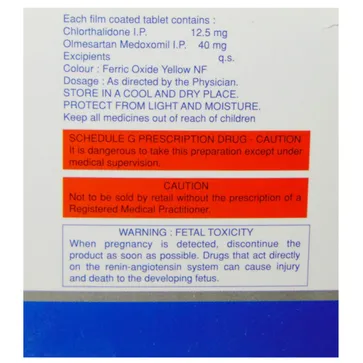 Each film coated tablet contains :
Chlorthalidone I.P. 12.5 mg
Olmesartan Medoxomil I.P. 40 mg
Excipients q.s.
Colour : Ferric Oxide Yellow NF
Dosage : As directed by the Physician.
STORE IN A COOL AND DRY PLACE.
PROTECT FROM LIGHT AND MOISTURE.
Keep all medicines out of reach of children
SCHEDULE G PRESCRIPTION DRUG - CAUTION
It is dangerous to take this preparation except under
medical supervision.
CAUTION
Not to be sold by retail without the prescription of a
Registered Medical Practitioner.
WARNING : FETAL TOXICITY
When pregnancy is detected, discontinue the
product as soon as possible. Drugs that act directly
on the renin-angiotensin system can cause injury
and death to the developing fetus.